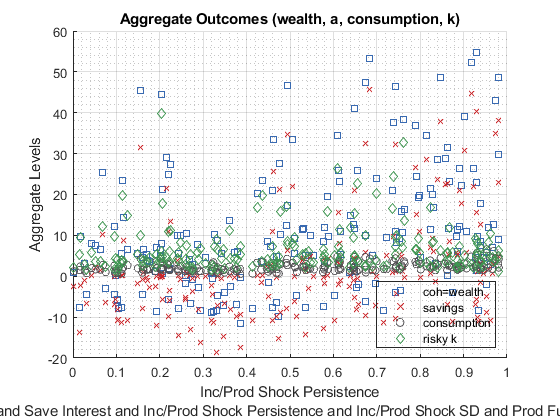 Aggregate Outcomes (wealth, a, consumption, k)
60
50
40
30
20
10
0
-10
-20
Aggregate Levels
coh=wealth
savings
consumption
risky k
0 0.1 0.2 0.3 0.4 0.5 0.6 0.7 0.8 0.9 1
Inc/Prod Shock Persistence
and Save Interest and Inc/Prod Shock Persistence and Inc/Prod Shock SD and Prod Fu